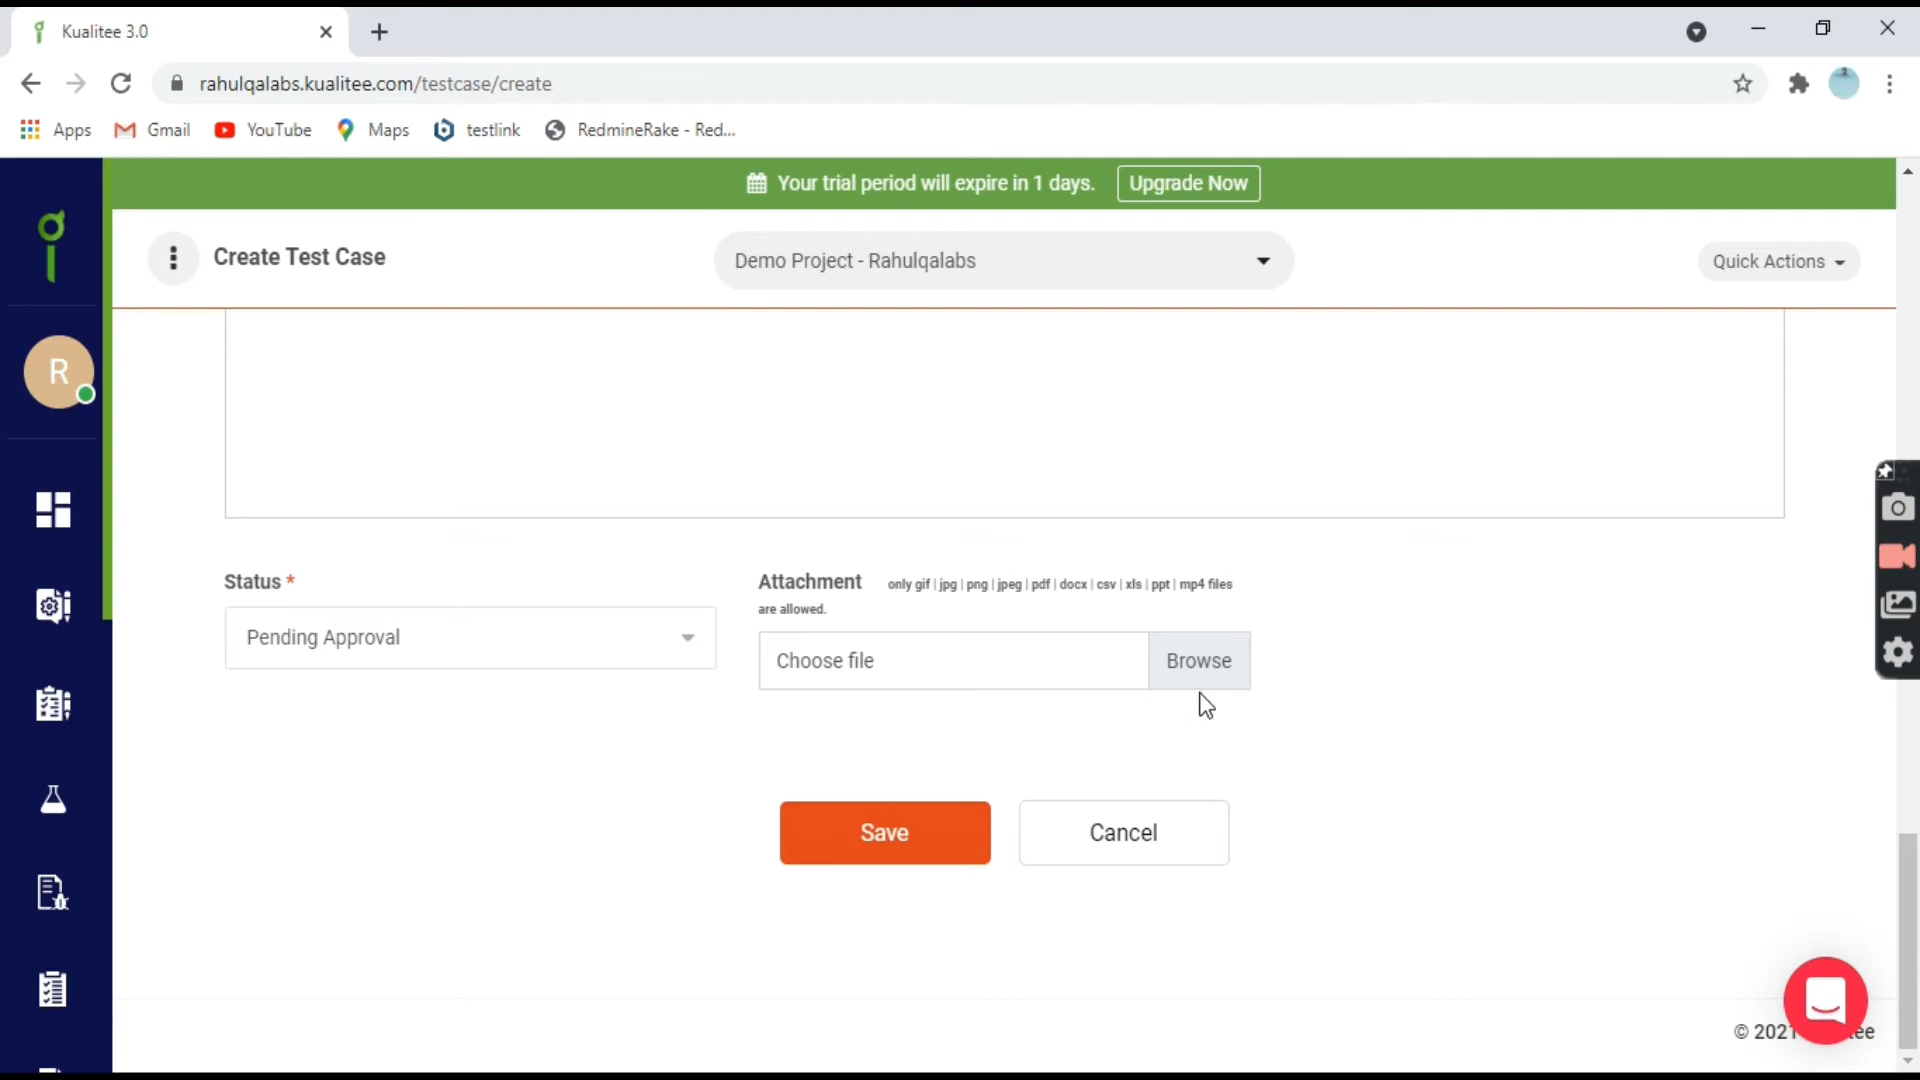 Kualitee 3.0
rahulqalabs.kualitee.com/testcase/create
Apps Gmail YouTube Maps testlink RedmineRake - Red...
Your trial period will expire in 1 days. Upgrade Now
Create Test Case Demo Project - Rahulqalabs Quick Actions
R
Status * Attachment only gif | jpg | png | jpeg | pdf | docx | csv | xls | ppt | mp4 files
are allowed.
Pending Approval
Choose file Browse
Save Cancel
© 2021